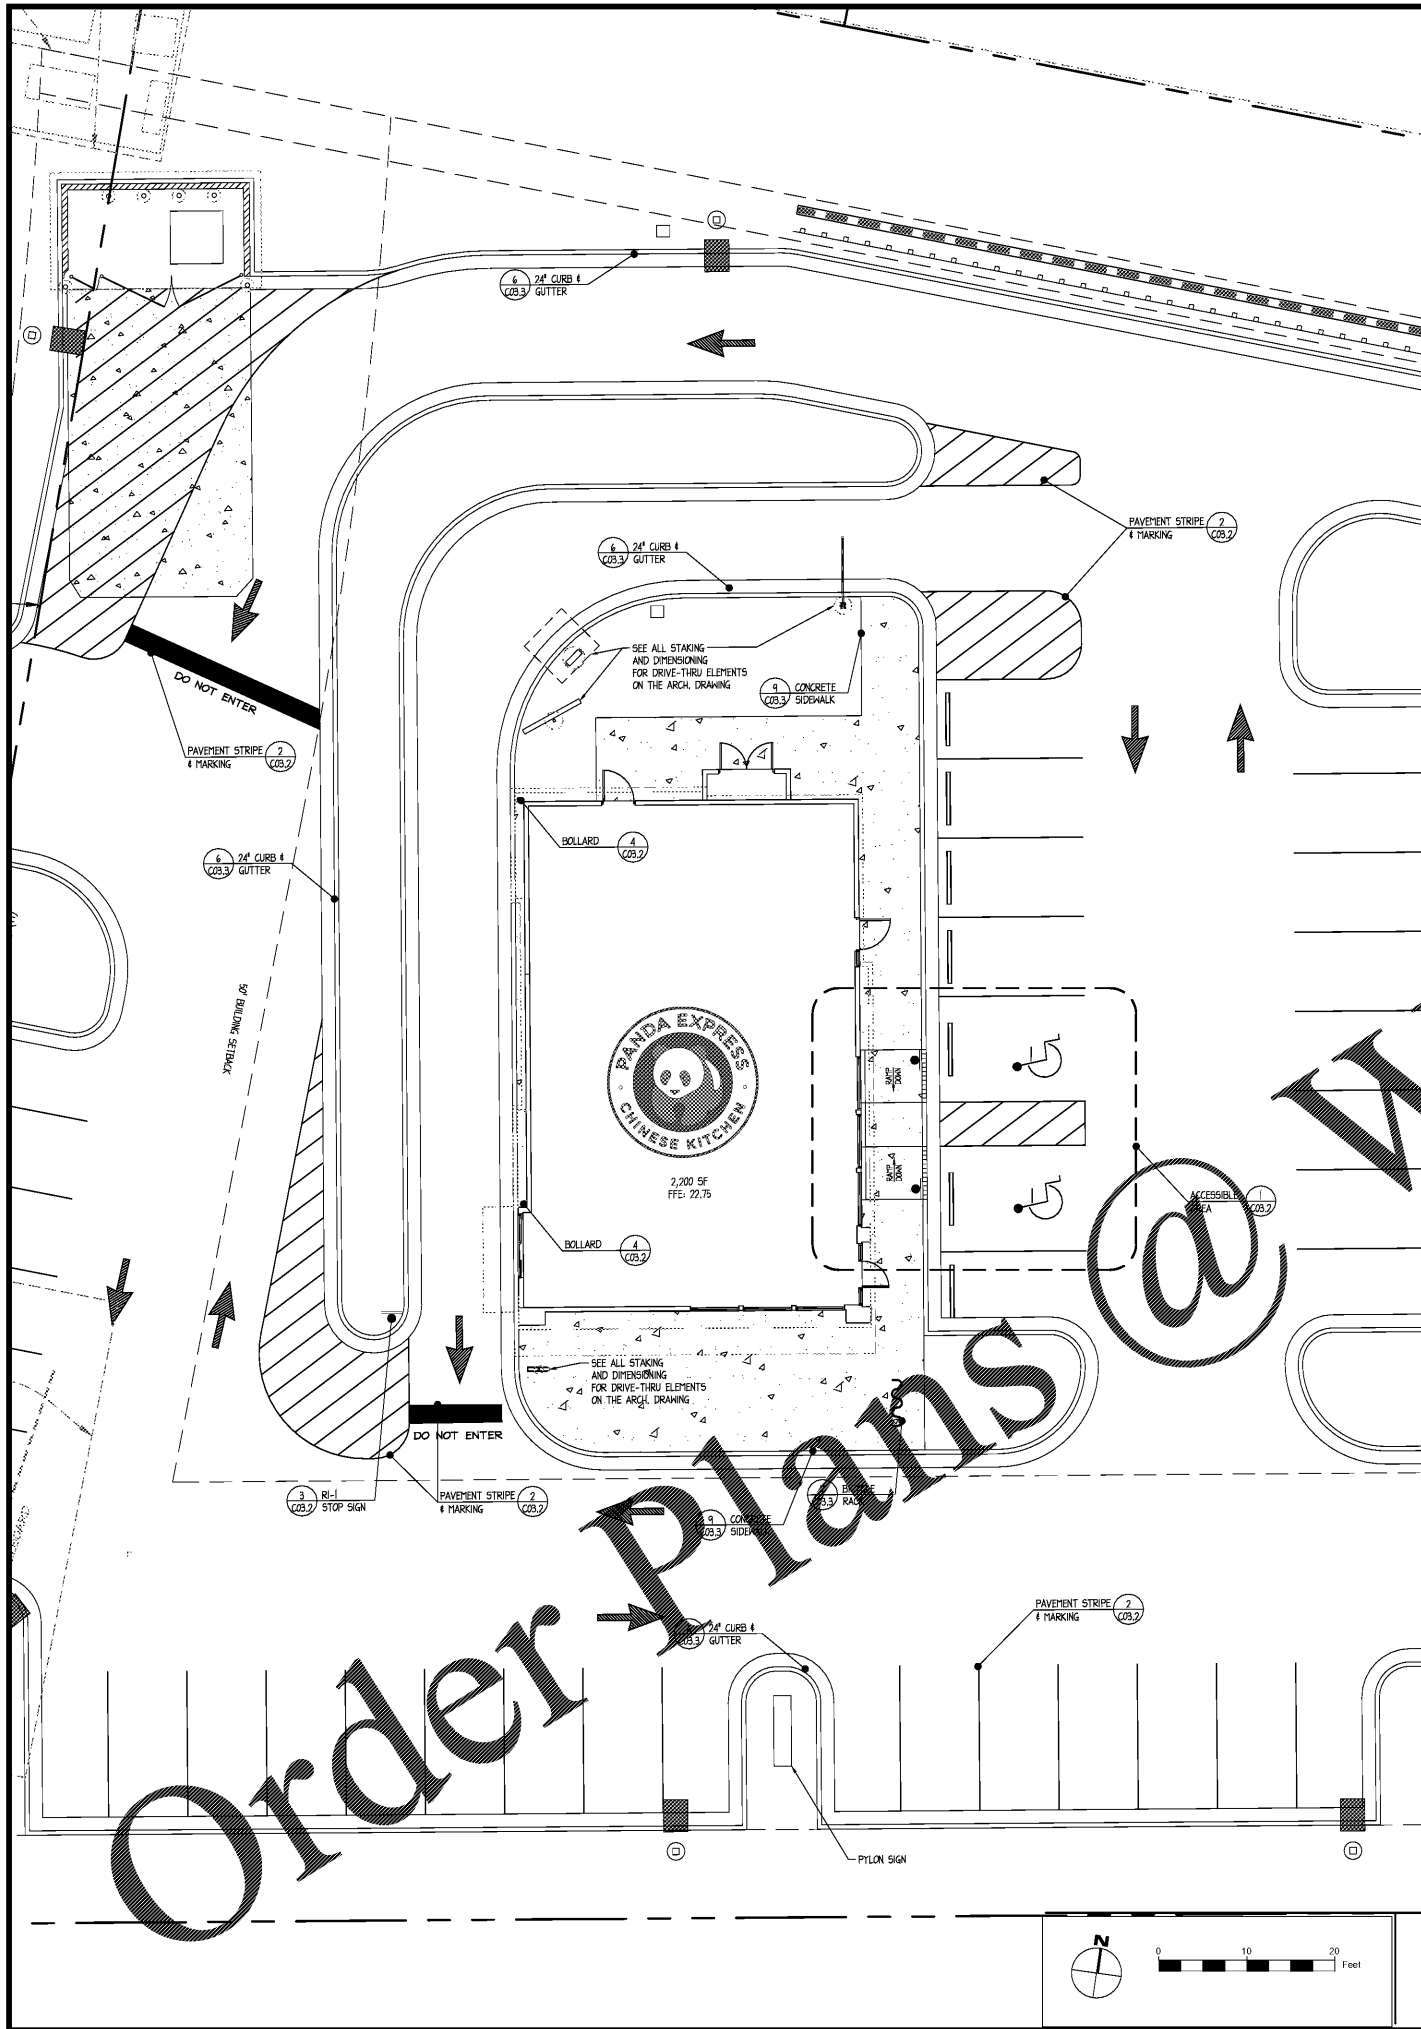 6 24" CURB &
C03.3 GUTTER
PAVEMENT STRIPE 2
& MARKING C03.2
6 24" CURB &
C03.3 GUTTER
SEE ALL STAKING
AND DIMENSIONING
FOR DRIVE-THRU ELEMENTS
ON THE ARCH. DRAWING
9 CONCRETE
C03.3 SIDEWALK
DO NOT ENTER
PAVEMENT STRIPE 2
& MARKING C03.2
BOLLARD 4
C03.2
6 24" CURB &
C03.3 GUTTER
50' BUILDING SETBACK
PANDA EXPRESS
CHINESE KITCHEN
2,200 SF
FFE: 22.75
RAMP
DOWN
RAMP
DOWN
ACCESSIBLE 1
AREA C03.2
BOLLARD 4
C03.2
SEE ALL STAKING
AND DIMENSIONING
FOR DRIVE-THRU ELEMENTS
ON THE ARCH. DRAWING
DO NOT ENTER
3 R1-1
C03.2 STOP SIGN
PAVEMENT STRIPE 2
& MARKING C03.2
BICYCLE
C03.3 RACK
9 CONCRETE
C03.3 SIDEWALK
PAVEMENT STRIPE 2
& MARKING C03.2
24" CURB &
C03.3 GUTTER
PYLON SIGN
Order Plans @ W
N
0 10 20
Feet